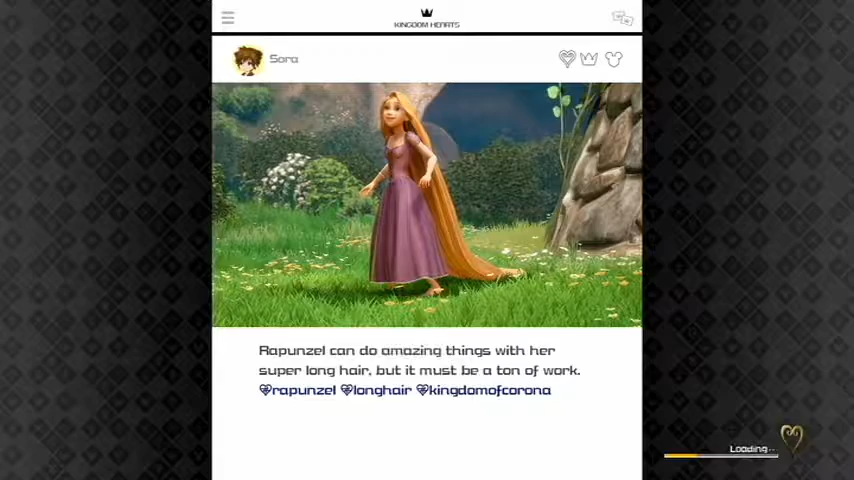 KINGDOM HEARTS
Sora
Rapunzel can do amazing things with her
super long hair, but it must be a ton of work.
rapunzel longhair kingdomofcorona
Loading..